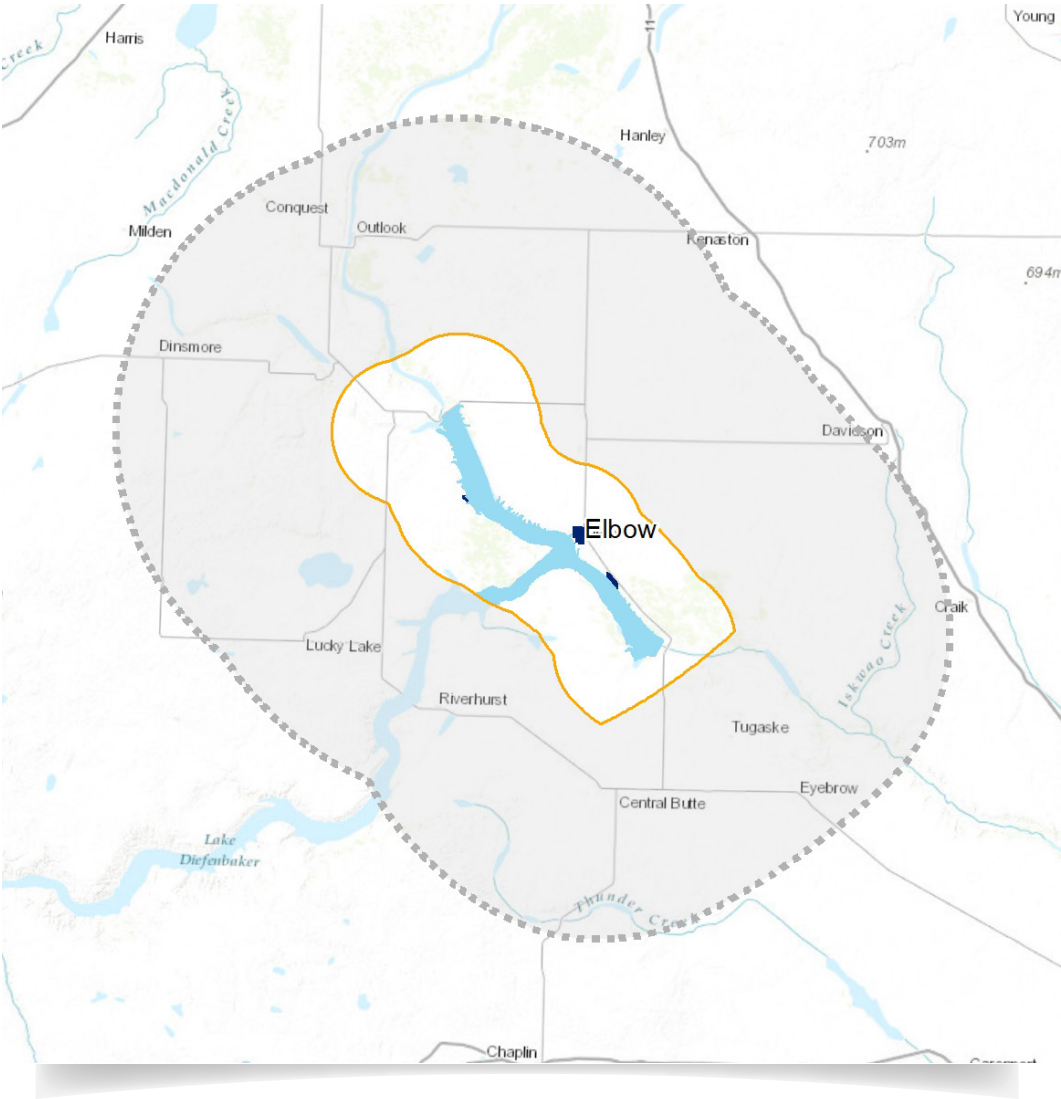 Young
Harris
Creek
11
Hanley
703m
Macdonald Creek
Conquest
Outlook
Milden
Kenaston
694m
Dinsmore
Davidson
Elbow
Craik
Lucky Lake
Iskwao Creek
Riverhurst
Tugaske
Eyebrow
Central Butte
Lake
Diefenbaker
Thunder Creek
Chaplin